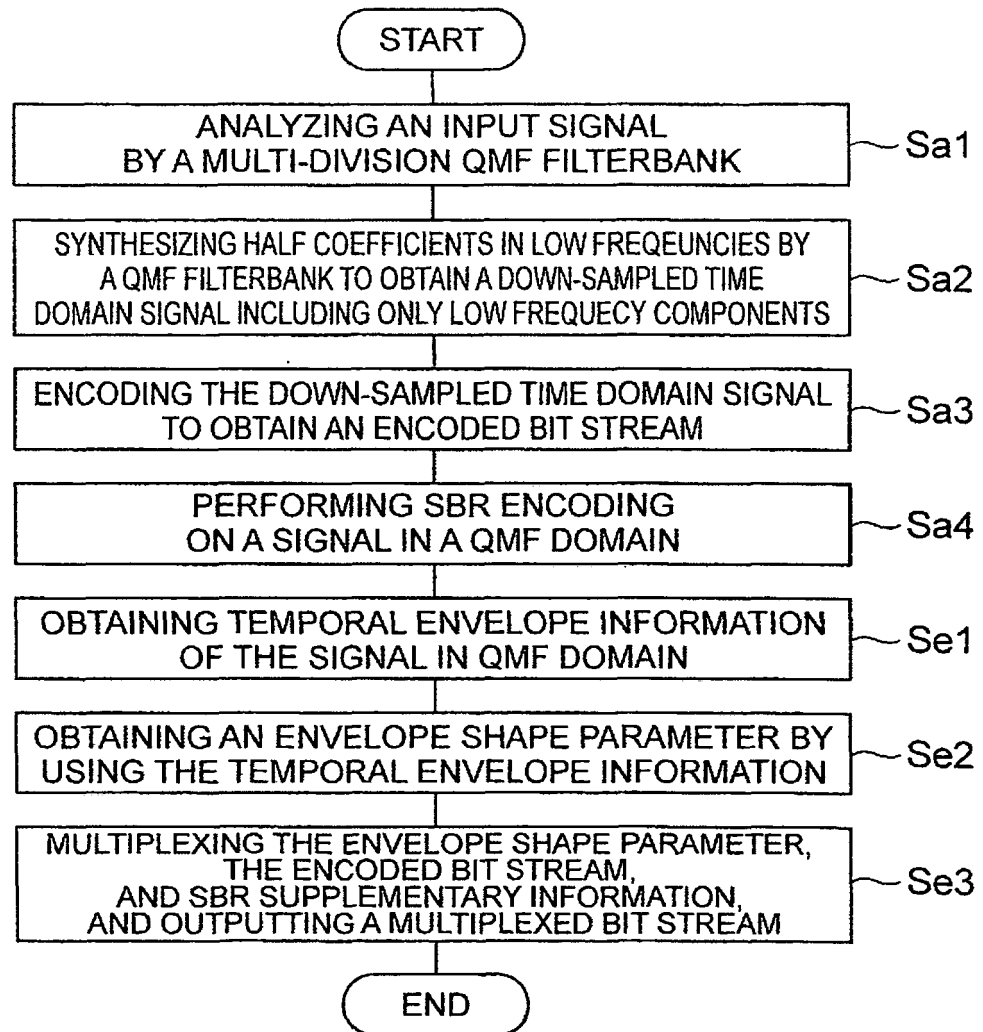 START
ANALYZING AN INPUT SIGNAL
BY A MULTI-DIVISION QMF FILTERBANK
Sa1
SYNTHESIZING HALF COEFFICIENTS IN LOW FREQEUNCIES BY
A QMF FILTERBANK TO OBTAIN A DOWN-SAMPLED TIME
DOMAIN SIGNAL INCLUDING ONLY LOW FREQUECY COMPONENTS
Sa2
ENCODING THE DOWN-SAMPLED TIME DOMAIN SIGNAL
TO OBTAIN AN ENCODED BIT STREAM
Sa3
PERFORMING SBR ENCODING
ON A SIGNAL IN A QMF DOMAIN
Sa4
OBTAINING TEMPORAL ENVELOPE INFORMATION
OF THE SIGNAL IN QMF DOMAIN
Se1
OBTAINING AN ENVELOPE SHAPE PARAMETER BY
USING THE TEMPORAL ENVELOPE INFORMATION
Se2
MULTIPLEXING THE ENVELOPE SHAPE PARAMETER,
THE ENCODED BIT STREAM,
AND SBR SUPPLEMENTARY INFORMATION,
AND OUTPUTTING A MULTIPLEXED BIT STREAM
Se3
END